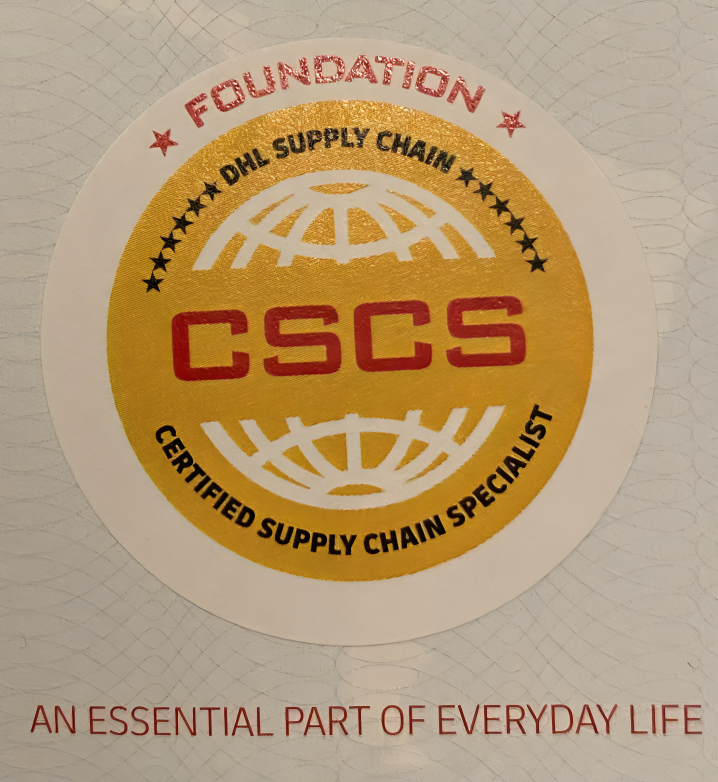 FOUNDATION
DHL SUPPLY CHAIN
CSCS
CERTIFIED SUPPLY CHAIN SPECIALIST
AN ESSENTIAL PART OF EVERYDAY LIFE